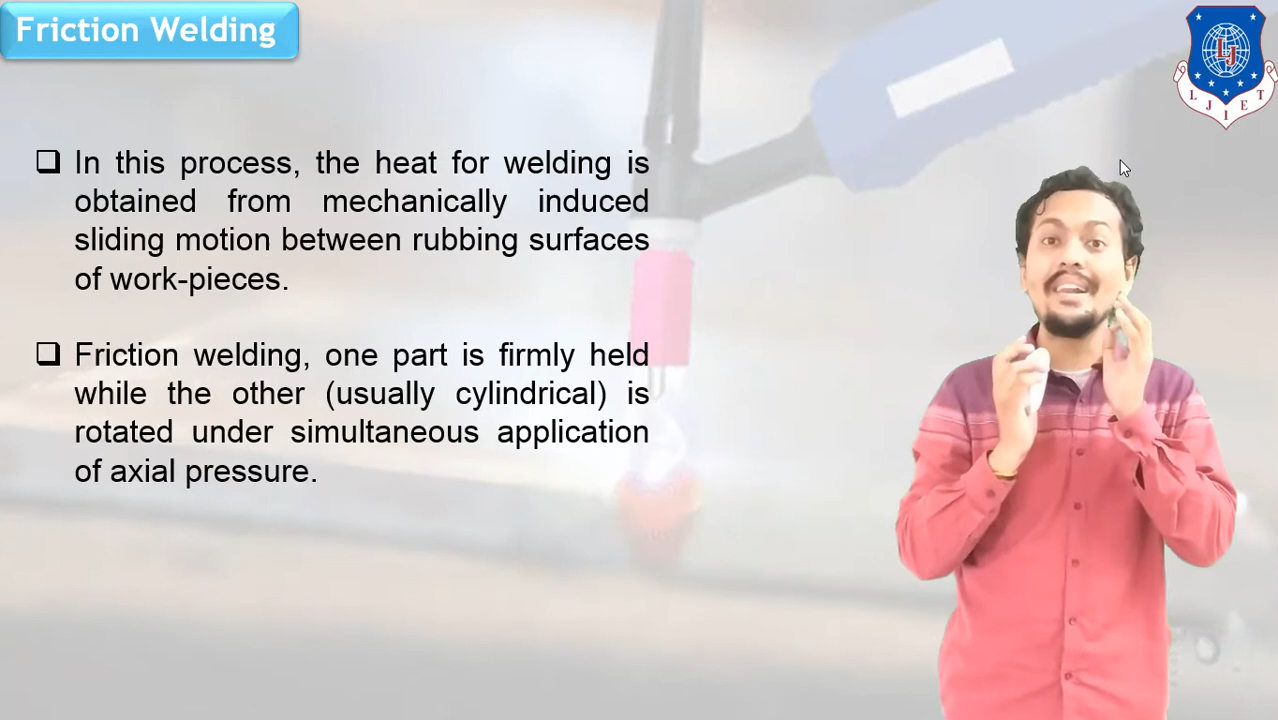 Friction Welding
In this process, the heat for welding is
obtained from mechanically induced
sliding motion between rubbing surfaces
of work-pieces.
Friction welding, one part is firmly held
while the other (usually cylindrical) is
rotated under simultaneous application
of axial pressure.
LJ
L J I E T